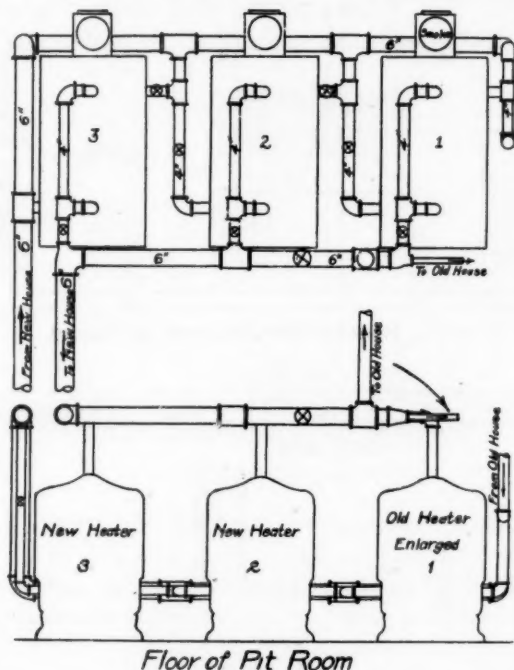 6"
Smoke
6"
4"
4"
4"
3
2
1
4"
4"
6"
6"
6"
To Old House
From New House
6"
To New House
6"
To Old House
From Old House
New Heater
3
New Heater
2
Old Heater
Enlarged
1
Floor of Pit Room